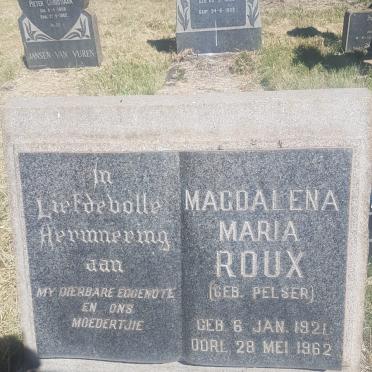 PIETER
JANSEN VAN VUREN
In
Liefdevolle
Herinnering
aan
MY DIERBARE EGGENOTE
EN ONS
MOEDERTJIE
MAGDALENA
MARIA
ROUX
(GEB. PELSER)
GEB. 6 JAN. 1921
OORL. 28 MEI 1962